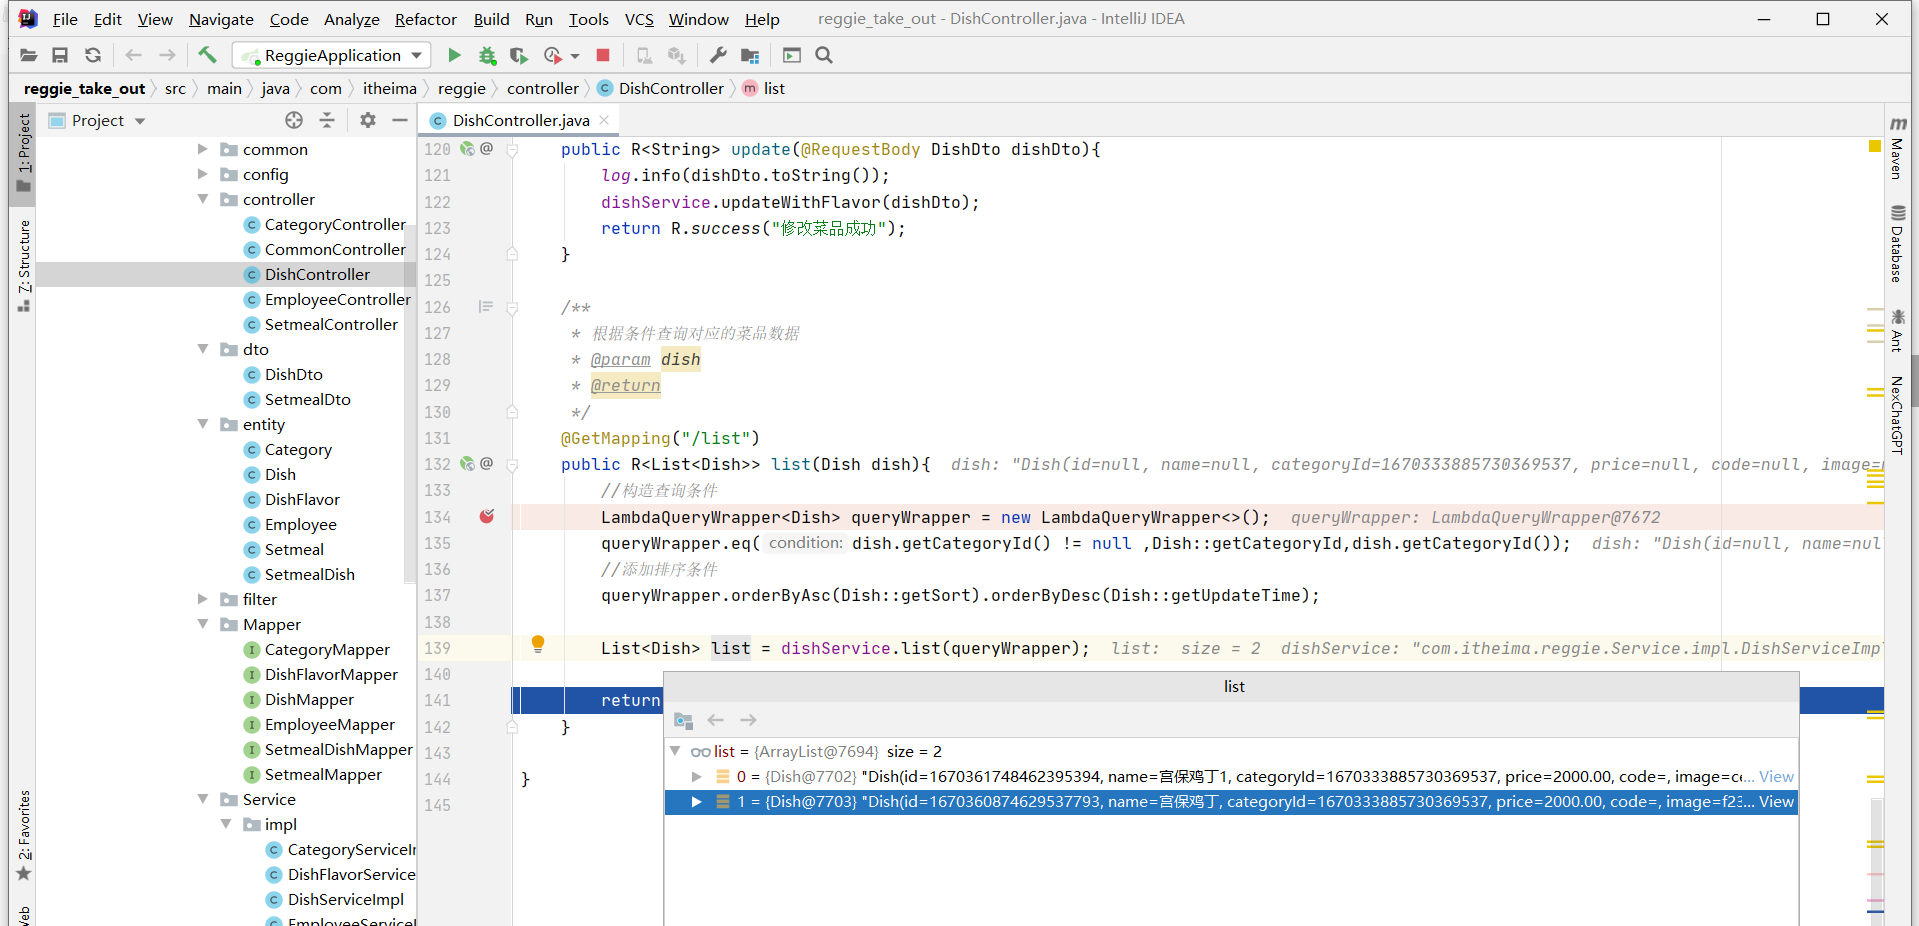 File Edit View Navigate Code Analyze Refactor Build Run Tools VCS Window Help reggie_take_out - DishController.java - IntelliJ IDEA
ReggieApplication
reggie_take_out src main java com itheima reggie controller C DishController m list
Project
DishController.java
1: Project
7: Structure
2: Favorites
common
config
controller
CategoryController
CommonController
DishController
EmployeeController
SetmealController
dto
DishDto
SetmealDto
entity
Category
Dish
DishFlavor
Employee
Setmeal
SetmealDish
filter
Mapper
CategoryMapper
DishFlavorMapper
DishMapper
EmployeeMapper
SetmealDishMapper
SetmealMapper
Service
impl
CategoryServiceIr
DishFlavorService
DishServiceImpl
120 @ public R<String> update(@RequestBody DishDto dishDto){
121 log.info(dishDto.toString());
122 dishService.updateWithFlavor(dishDto);
123 return R.success("修改菜品成功");
124 }
125
126 /**
127 * 根据条件查询对应的菜品数据
128 * @param dish
129 * @return
130 */
131 @GetMapping("/list")
132 @ public R<List<Dish>> list(Dish dish){ dish: "Dish(id=null, name=null, categoryId=1670333885730369537, price=null, code=null, image=
133 //构造查询条件
134 LambdaQueryWrapper<Dish> queryWrapper = new LambdaQueryWrapper<>(); queryWrapper: LambdaQueryWrapper@7672
135 queryWrapper.eq( condition: dish.getCategoryId() != null ,Dish::getCategoryId,dish.getCategoryId()); dish: "Dish(id=null, name=nul
136 //添加排序条件
137 queryWrapper.orderByAsc(Dish::getSort).orderByDesc(Dish::getUpdateTime);
138
139 List<Dish> list = dishService.list(queryWrapper); list: size = 2 dishService: "com.itheima.reggie.Service.impl.DishServiceImp
140
141 return
142 }
143
144 }
145
list
list = {ArrayList@7694} size = 2
0 = {Dish@7702} "Dish(id=1670361748462395394, name=宫保鸡丁1, categoryId=1670333885730369537, price=2000.00, code=, image=ce... View
1 = {Dish@7703} "Dish(id=1670360874629537793, name=宫保鸡丁, categoryId=1670333885730369537, price=2000.00, code=, image=f23... View
m Maven
Database
Ant
NexChatGPT